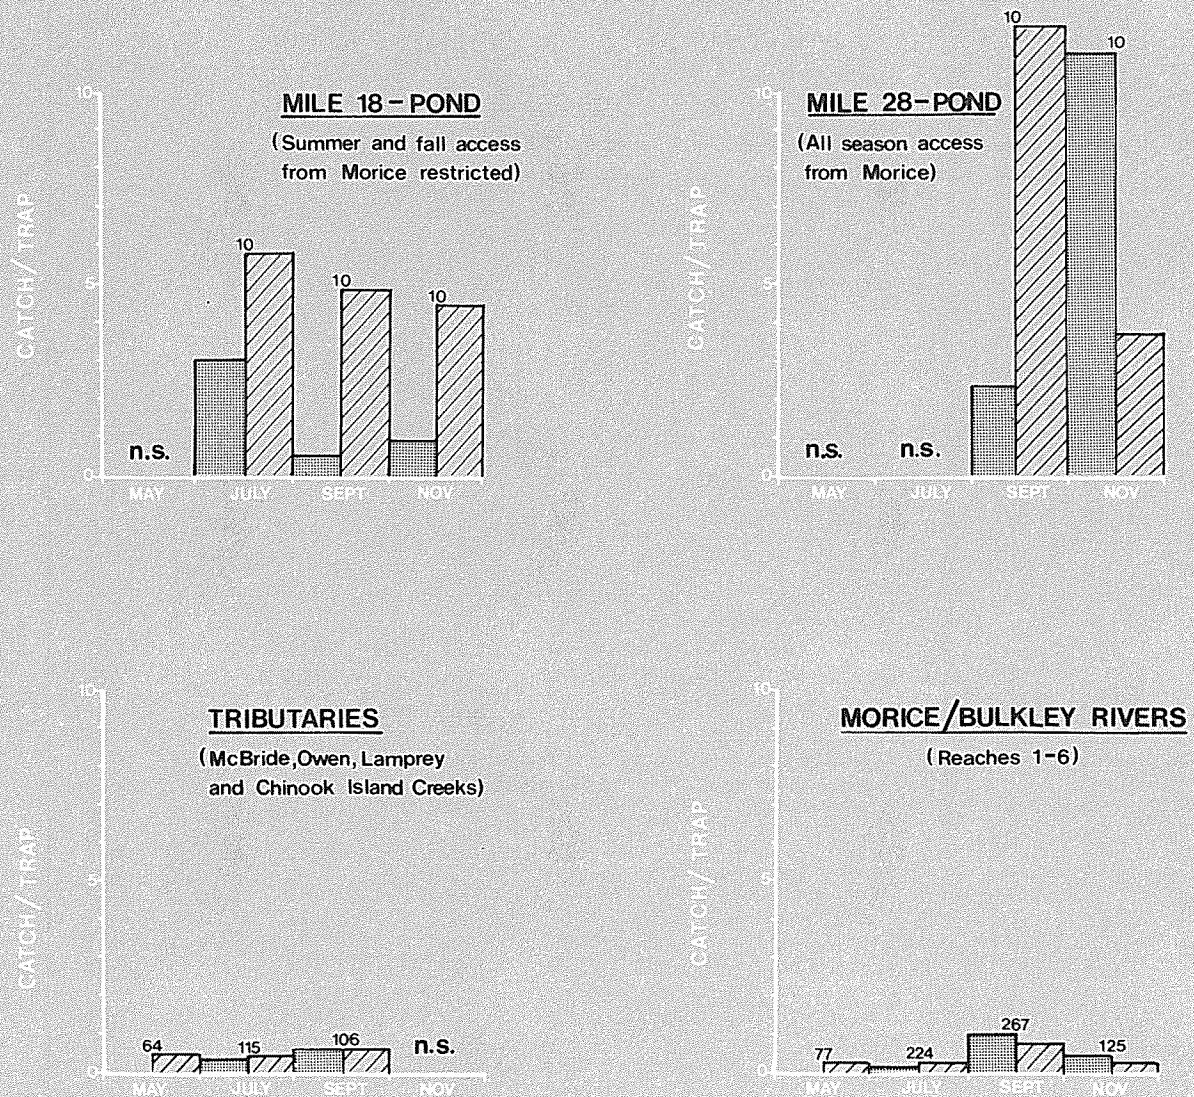 10
10
10
MILE 18-POND
(Summer and fall access
from Morice restricted)
CATCH/TRAP
10
10
10
5
n.s.
0
MAY JULY SEPT NOV
10
MILE 28-POND
(All season access
from Morice)
CATCH/TRAP
5
n.s. n.s.
0
MAY JULY SEPT NOV
10
TRIBUTARIES
(McBride, Owen, Lamprey
and Chinook Island Creeks)
CATCH/TRAP
5
64 115 106 n.s.
0
MAY JULY SEPT NOV
10
MORICE/BULKLEY RIVERS
(Reaches 1-6)
CATCH/TRAP
5
77 224 267 125
0
MAY JULY SEPT NOV